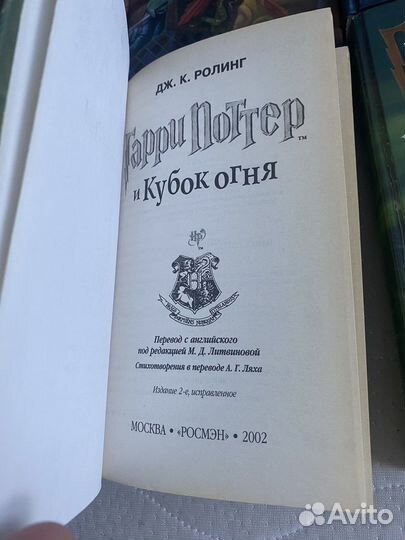 ДЖ. К. РОЛИНГ
Гарри Поттер™
и Кубок огня
HP™
Перевод с английского
под редакцией М. Д. Литвиновой
Стихотворения в переводе А. Г. Ляха
Издание 2-е, исправленное
МОСКВА • «РОСМЭН» • 2002
Avito